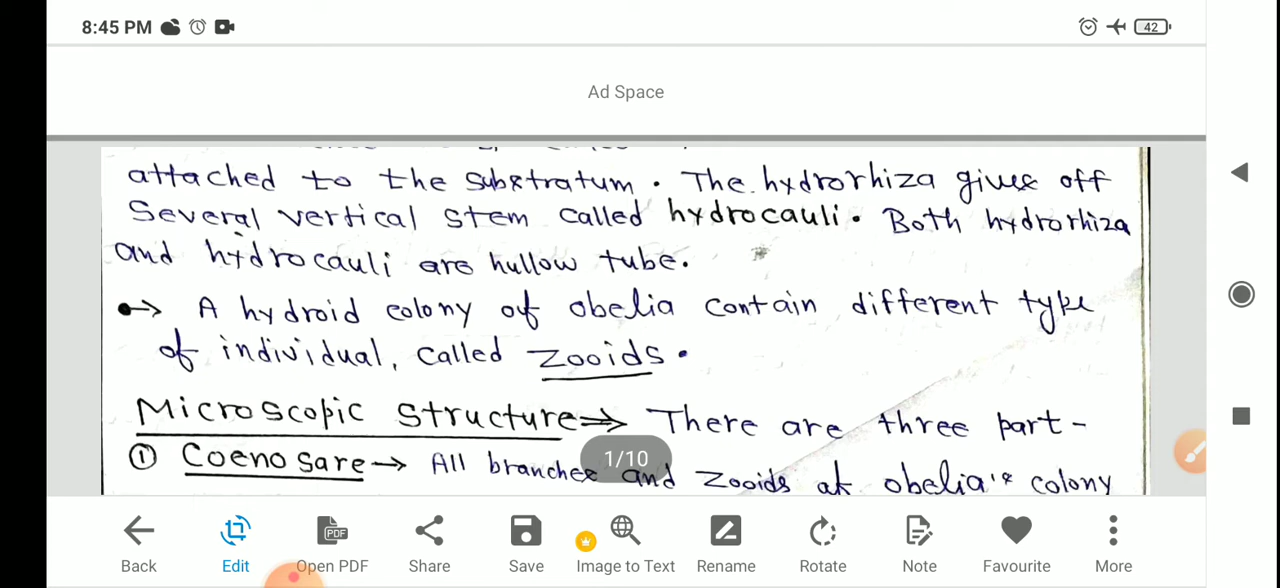 8:45 PM
42
Ad Space
attached to the substratum. The hydrorhiza gives off
Several vertical stem called hydrocauli. Both hydrorhiza
and hydrocauli are hullow tube.
A hydroid colony of obelia contain different type
of individual, called Zooids.
Microscopic structure ⇒ There are three part -
① Coenosare → All branches and Zooids at obelia's colony
1/10
Back
Edit
Open PDF
Share
Save
Image to Text
Rename
Rotate
Note
Favourite
More